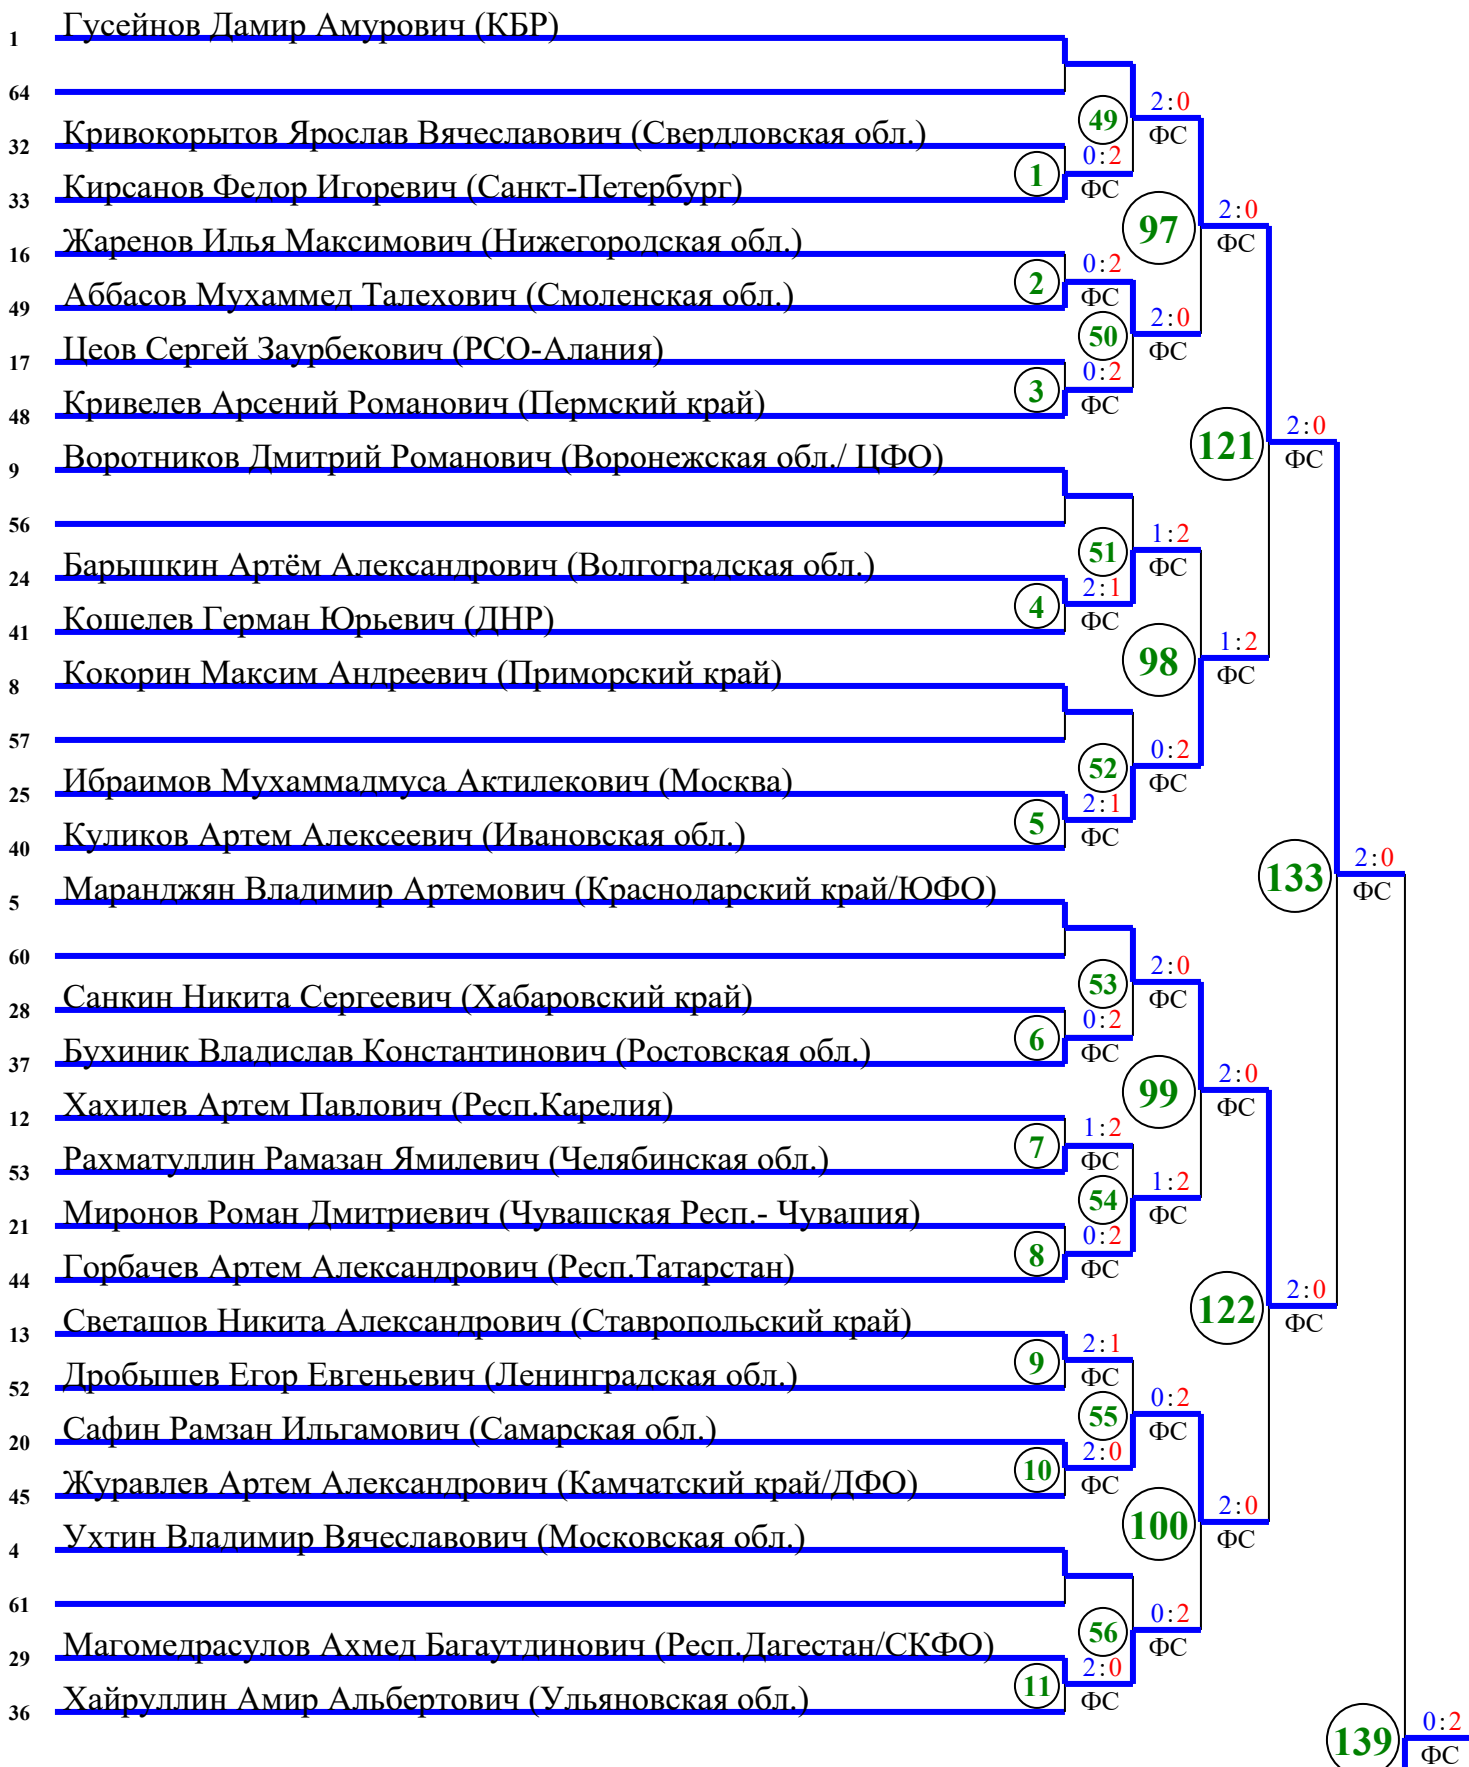 1 Гусейнов Дамир Амурович (КБР)
64
49 2:0
ФС
32 Кривокорытов Ярослав Вячеславович (Свердловская обл.)
1 0:2
ФС
33 Кирсанов Федор Игоревич (Санкт-Петербург)
97 2:0
ФС
16 Жаренов Илья Максимович (Нижегородская обл.)
2 0:2
ФС
49 Аббасов Мухаммед Талехович (Смоленская обл.)
50 2:0
ФС
17 Цеов Сергей Заурбекович (РСО-Алания)
3 0:2
ФС
48 Кривелев Арсений Романович (Пермский край)
121 2:0
ФС
9 Воротников Дмитрий Романович (Воронежская обл./ ЦФО)
56
51 1:2
ФС
24 Барышкин Артём Александрович (Волгоградская обл.)
4 2:1
ФС
41 Кошелев Герман Юрьевич (ДНР)
98 1:2
ФС
8 Кокорин Максим Андреевич (Приморский край)
57
52 0:2
ФС
25 Ибраимов Мухаммадмуса Актилекович (Москва)
5 2:1
ФС
40 Куликов Артем Алексеевич (Ивановская обл.)
133 2:0
ФС
5 Маранджян Владимир Артемович (Краснодарский край/ЮФО)
60
53 2:0
ФС
28 Санкин Никита Сергеевич (Хабаровский край)
6 0:2
ФС
37 Бухиник Владислав Константинович (Ростовская обл.)
99 2:0
ФС
12 Хахилев Артем Павлович (Респ.Карелия)
7 1:2
ФС
53 Рахматуллин Рамазан Ямилевич (Челябинская обл.)
54 1:2
ФС
21 Миронов Роман Дмитриевич (Чувашская Респ.- Чувашия)
8 0:2
ФС
44 Горбачев Артем Александрович (Респ.Татарстан)
122 2:0
ФС
13 Светашов Никита Александрович (Ставропольский край)
9 2:1
ФС
52 Дробышев Егор Евгеньевич (Ленинградская обл.)
55 0:2
ФС
20 Сафин Рамзан Ильгамович (Самарская обл.)
10 2:0
ФС
45 Журавлев Артем Александрович (Камчатский край/ДФО)
100 2:0
ФС
4 Ухтин Владимир Вячеславович (Московская обл.)
61
56 0:2
ФС
29 Магомедрасулов Ахмед Багаутдинович (Респ.Дагестан/СКФО)
11 2:0
ФС
36 Хайруллин Амир Альбертович (Ульяновская обл.)
139 0:2
ФС